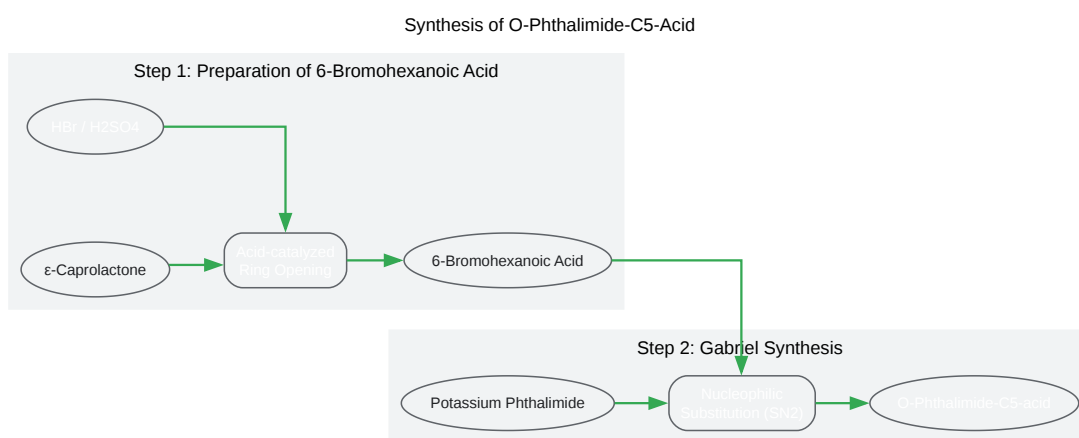 Synthesis of O-Phthalimide-C5-Acid
Step 1: Preparation of 6-Bromohexanoic Acid
HBr / H2SO4
ε-Caprolactone
Acid-catalyzed
Ring Opening
6-Bromohexanoic Acid
Step 2: Gabriel Synthesis
Potassium Phthalimide
Nucleophilic
Substitution (SN2)
O-Phthalimide-C5-acid